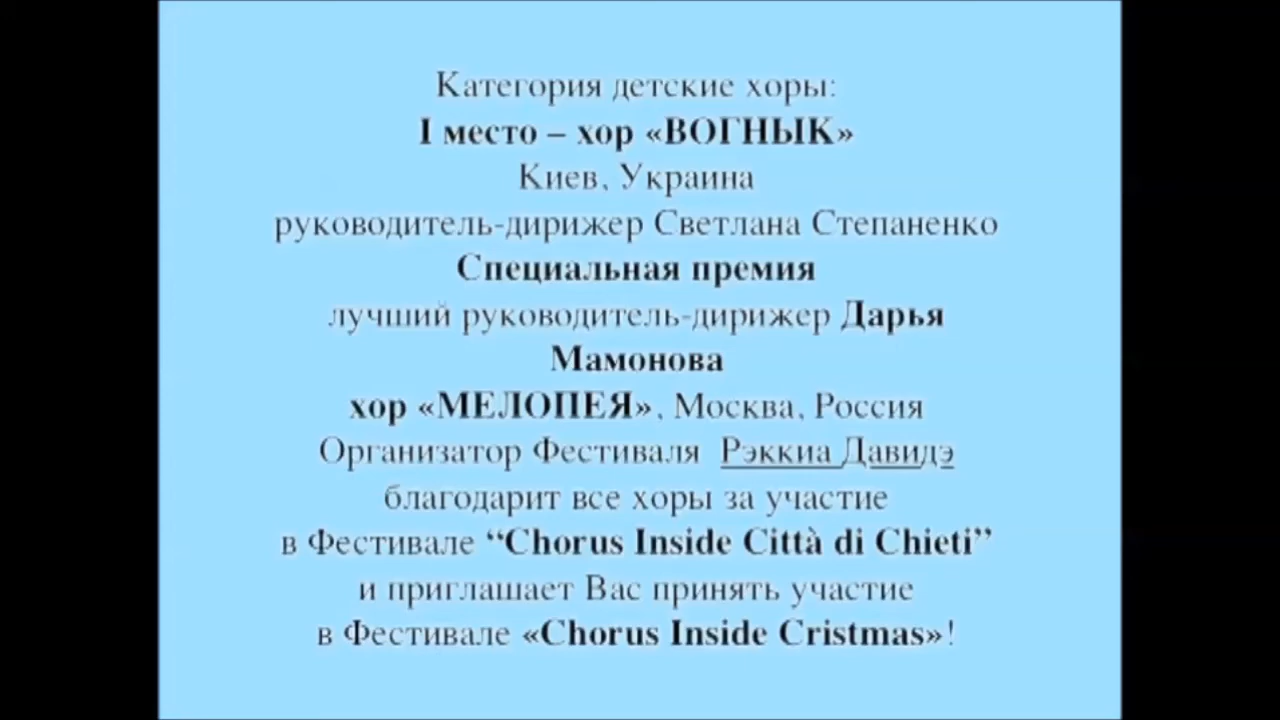 Категория детские хоры:
I место – хор «ВОГНЫК»
Киев, Украина
руководитель-дирижер Светлана Степаненко
Специальная премия
лучший руководитель-дирижер Дарья
Мамонова
хор «МЕЛОПЕЯ», Москва, Россия
Организатор Фестиваля Рэккиа Давидэ
благодарит все хоры за участие
в Фестивале “Chorus Inside Città di Chieti”
и приглашает Вас принять участие
в Фестивале «Chorus Inside Cristmas»!